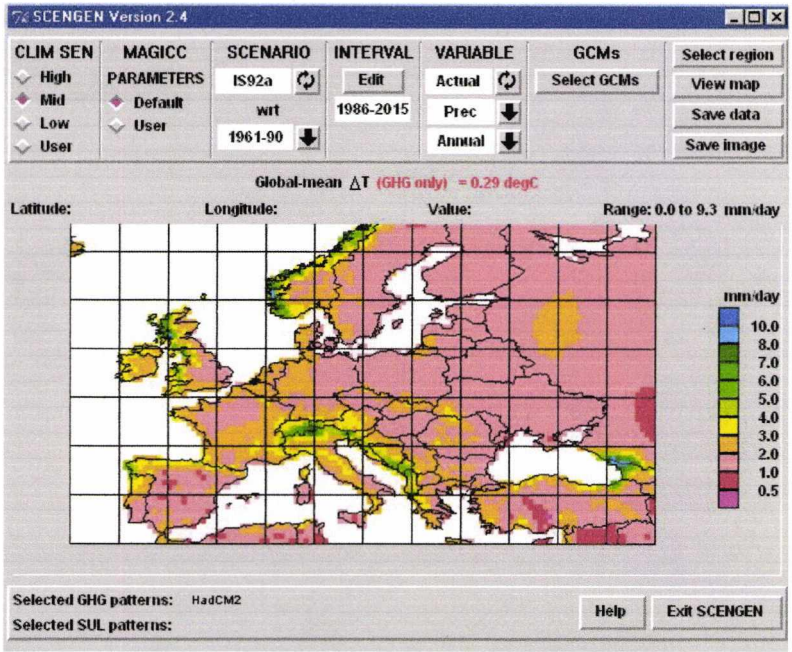 SCENGEN Version 2.4
CLIM SEN
High
Mid
Low
User
MAGICC
PARAMETERS
Default
User
SCENARIO
IS92a
wrt
1961-90
INTERVAL
Edit
1986-2015
VARIABLE
Actual
Prec
Annual
GCMs
Select GCMs
Select region
View map
Save data
Save image
Global-mean △T (GHG only) = 0.29 degC
Latitude: Longitude: Value: Range: 0.0 to 9.3 mm/day
mm/day
10.0
8.0
7.0
6.0
5.0
4.0
3.0
2.0
1.0
0.5
Selected GHG patterns: HadCM2
Selected SUL patterns:
Help
Exit SCENGEN